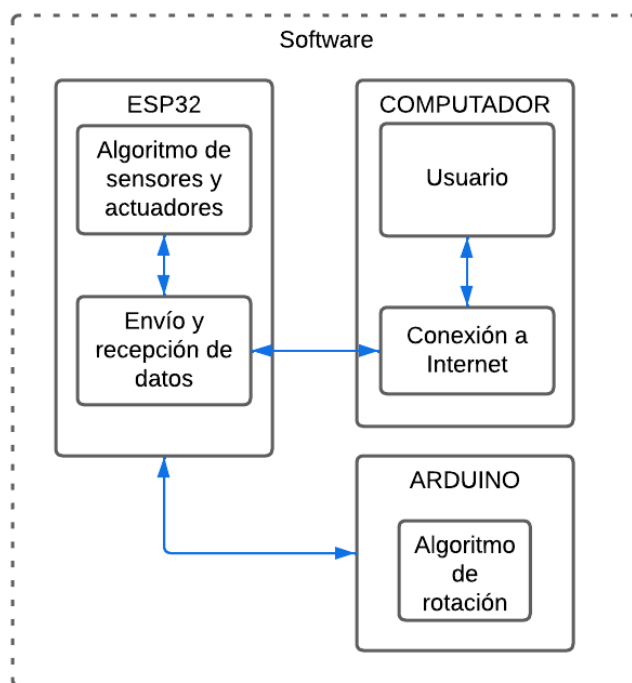 Software
ESP32
Algoritmo de
sensores y
actuadores
Envío y
recepción de
datos
COMPUTADOR
Usuario
Conexión a
Internet
ARDUINO
Algoritmo
de
rotación